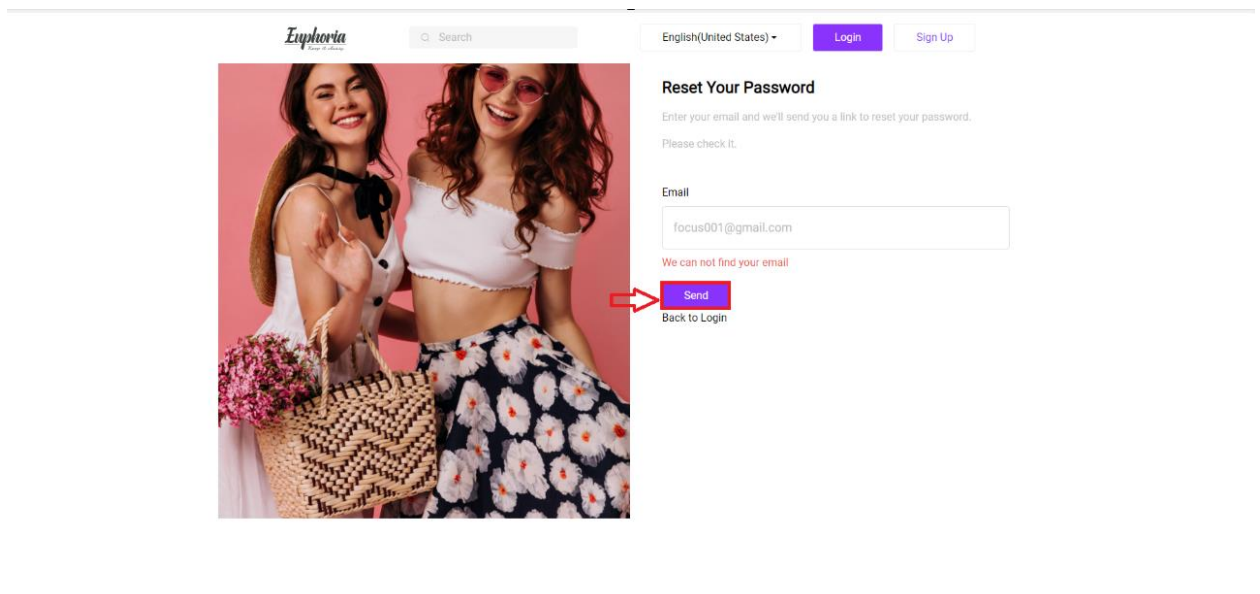 Euphoria
Search
English(United States)
Login
Sign Up
Reset Your Password
Enter your email and we'll send you a link to reset your password.
Please check it.
Email
focus001@gmail.com
We can not find your email
Send
Back to Login